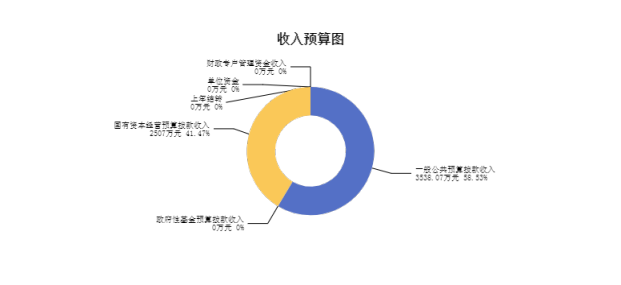 收入预算图
财政专户管理资金收入
0万元 0%
单位资金
0万元 0%
上年结转
0万元 0%
国有资本经营预算拨款收入
2507万元 41.47%
一般公共预算拨款收入
3538.07万元 58.53%
政府性基金预算拨款收入
0万元 0%